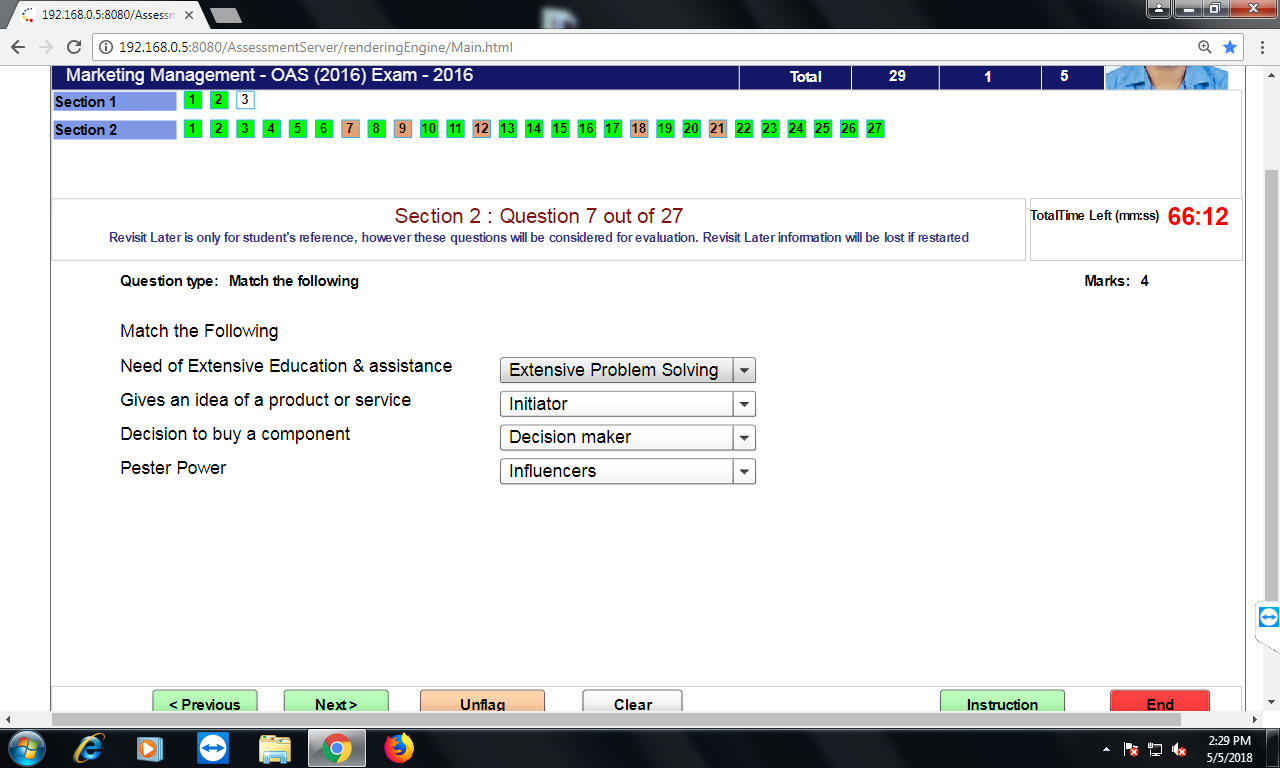 192.168.0.5:8080/Assessn
192.168.0.5:8080/AssessmentServer/renderingEngine/Main.html
Marketing Management - OAS (2016) Exam - 2016 Total 29 1 5
Section 1 1 2 3
Section 2 1 2 3 4 5 6 7 8 9 10 11 12 13 14 15 16 17 18 19 20 21 22 23 24 25 26 27
Section 2 : Question 7 out of 27
TotalTime Left (mm:ss) 66:12
Revisit Later is only for student's reference, however these questions will be considered for evaluation. Revisit Later information will be lost if restarted
Question type: Match the following Marks: 4
Match the Following
Need of Extensive Education & assistance Extensive Problem Solving
Gives an idea of a product or service Initiator
Decision to buy a component Decision maker
Pester Power Influencers
< Previous Next > Unflag Clear Instruction End
2:29 PM
5/5/2018